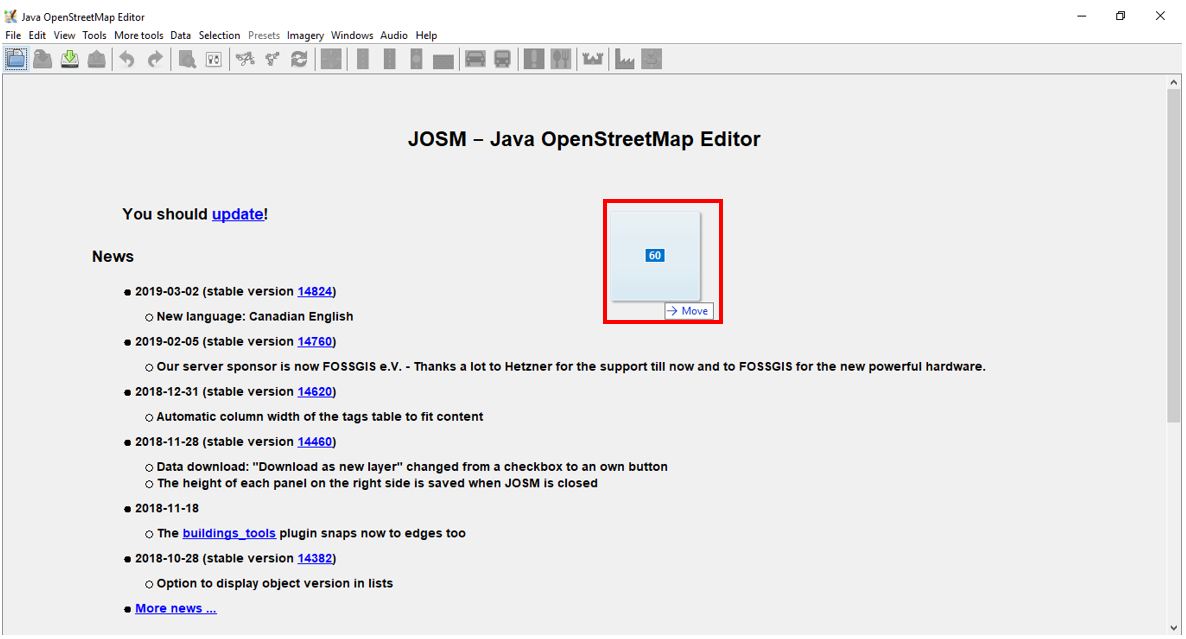 Java OpenStreetMap Editor
File Edit View Tools More tools Data Selection Presets Imagery Windows Audio Help
JOSM – Java OpenStreetMap Editor
You should update!
60
Move
News
2019-03-02 (stable version 14824)
New language: Canadian English
2019-02-05 (stable version 14760)
Our server sponsor is now FOSSGIS e.V. - Thanks a lot to Hetzner for the support till now and to FOSSGIS for the new powerful hardware.
2018-12-31 (stable version 14620)
Automatic column width of the tags table to fit content
2018-11-28 (stable version 14460)
Data download: "Download as new layer" changed from a checkbox to an own button
The height of each panel on the right side is saved when JOSM is closed
2018-11-18
The buildings_tools plugin snaps now to edges too
2018-10-28 (stable version 14382)
Option to display object version in lists
More news ...